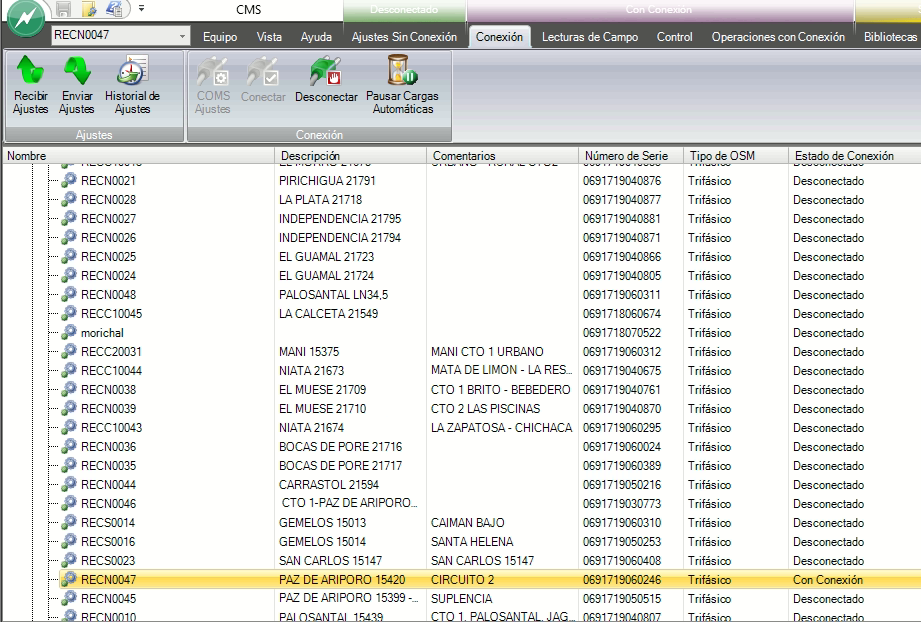 CMS Desconectado Con Conexión
RECN0047 Equipo Vista Ayuda Ajustes Sin Conexión Conexión Lecturas de Campo Control Operaciones con Conexión Bibliotecas
Recibir Ajustes
Enviar Ajustes
Historial de Ajustes
COMS Ajustes
Conectar
Desconectar
Pausar Cargas Automáticas
Ajustes Conexión
Nombre Descripción Comentarios Número de Serie Tipo de OSM Estado de Conexión
RECN0021 PIRICHIGUA 21791 0691719040876 Trifásico Desconectado
RECN0028 LA PLATA 21718 0691719040877 Trifásico Desconectado
RECN0027 INDEPENDENCIA 21795 0691719040881 Trifásico Desconectado
RECN0026 INDEPENDENCIA 21794 0691719040871 Trifásico Desconectado
RECN0025 EL GUAMAL 21723 0691719040866 Trifásico Desconectado
RECN0024 EL GUAMAL 21724 0691719040805 Trifásico Desconectado
RECN0048 PALOSANTAL LN34,5 0691719060311 Trifásico Desconectado
RECC10045 LA CALCETA 21549 0691718060674 Trifásico Desconectado
morichal 0691718070522 Trifásico Desconectado
RECC20031 MANI 15375 MANI CTO 1 URBANO 0691719060312 Trifásico Desconectado
RECC10044 NIATA 21673 MATA DE LIMON - LA RES... 0691719040675 Trifásico Desconectado
RECN0038 EL MUESE 21709 CTO 1 BRITO - BEBEDERO 0691719040761 Trifásico Desconectado
RECN0039 EL MUESE 21710 CTO 2 LAS PISCINAS 0691719040870 Trifásico Desconectado
RECC10043 NIATA 21674 LA ZAPATOSA - CHICHACA 0691719060295 Trifásico Desconectado
RECN0036 BOCAS DE PORE 21716 0691719060024 Trifásico Desconectado
RECN0035 BOCAS DE PORE 21717 0691719060389 Trifásico Desconectado
RECN0044 CARRASTOL 21594 0691719050216 Trifásico Desconectado
RECN0046 CTO 1-PAZ DE ARIPORO... 0691719030773 Trifásico Desconectado
RECS0014 GEMELOS 15013 CAIMAN BAJO 0691719060310 Trifásico Desconectado
RECS0016 GEMELOS 15014 SANTA HELENA 0691719050253 Trifásico Desconectado
RECS0023 SAN CARLOS 15147 SAN CARLOS 15147 0691719060408 Trifásico Desconectado
RECN0047 PAZ DE ARIPORO 15420 CIRCUITO 2 0691719060246 Trifásico Con Conexión
RECN0045 PAZ DE ARIPORO 15399 -... SUPLENCIA 0691719050515 Trifásico Desconectado
RECN0010 PALOSANTAL 15439 CTO 1. PALOSANTAL. JAG... 0691719040807 Trifásico Desconectado